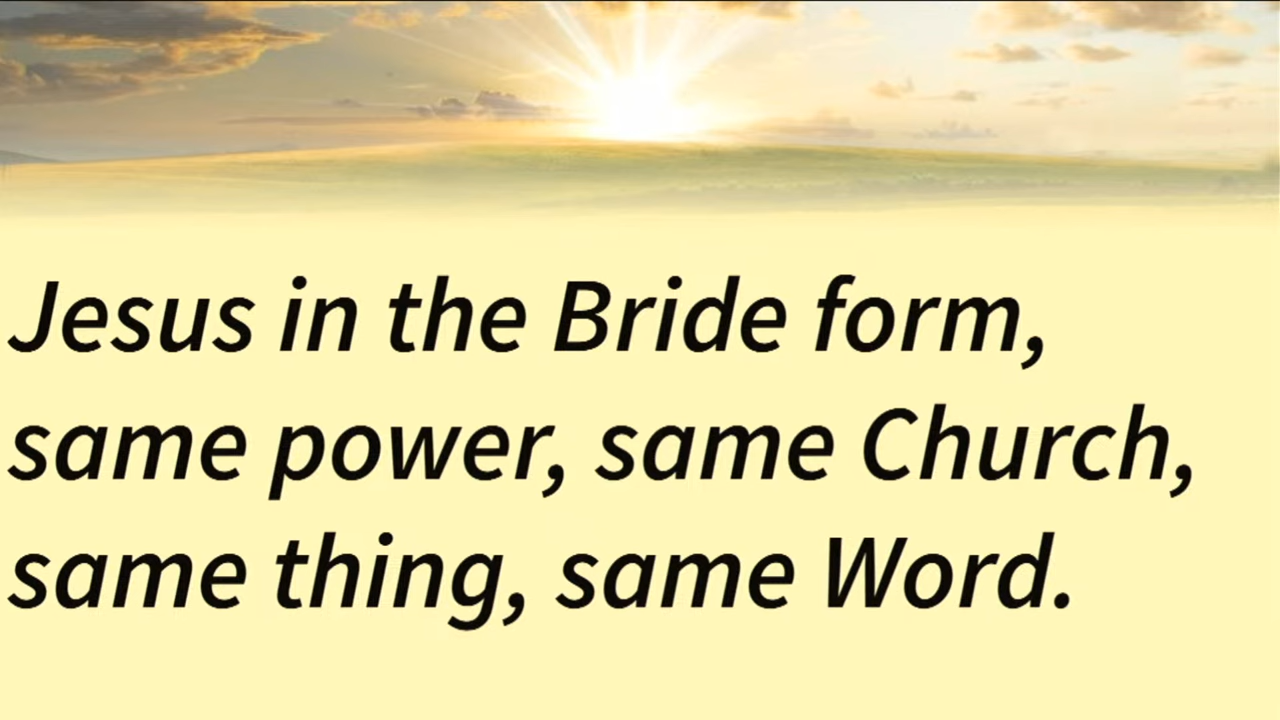 Jesus in the Bride form,
same power, same Church,
same thing, same Word.